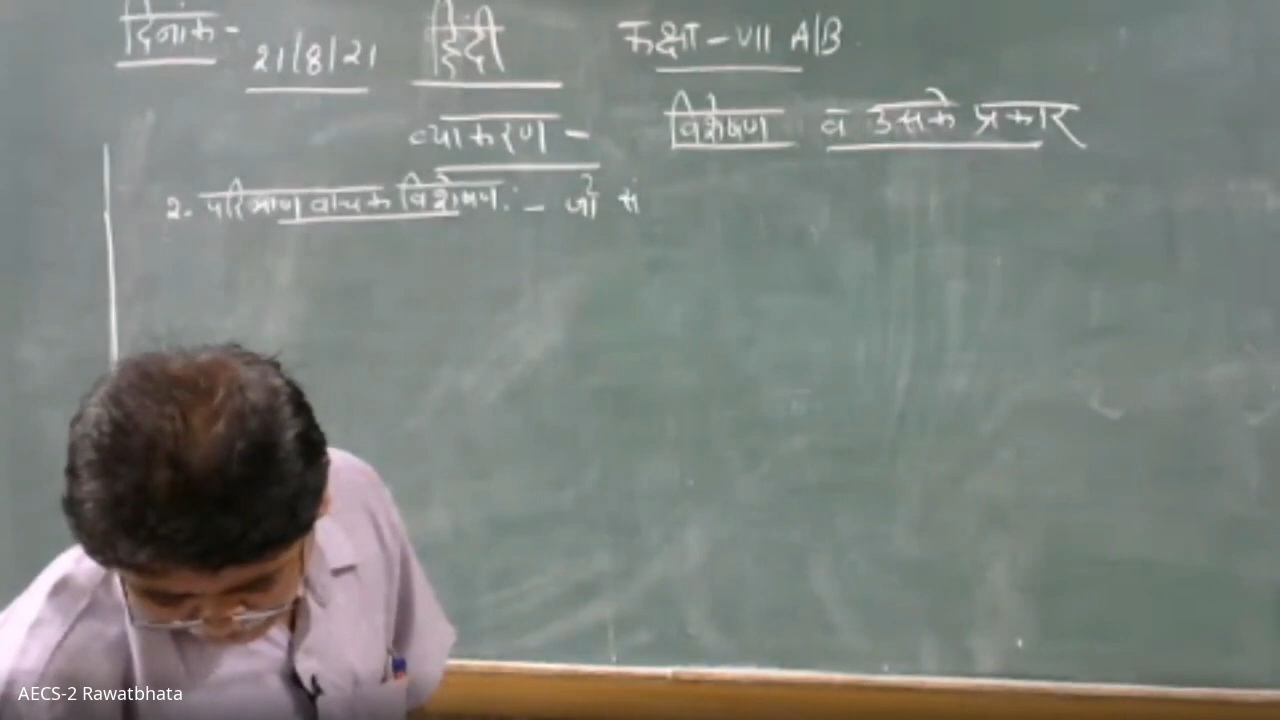 दिनांक- 21/8/21 हिंदी कक्षा - VII A|B
व्याकरण - विशेषण व उसके प्रकार
2. परिमाण वाचक विशेषण :- जो सं
AECS-2 Rawatbhata